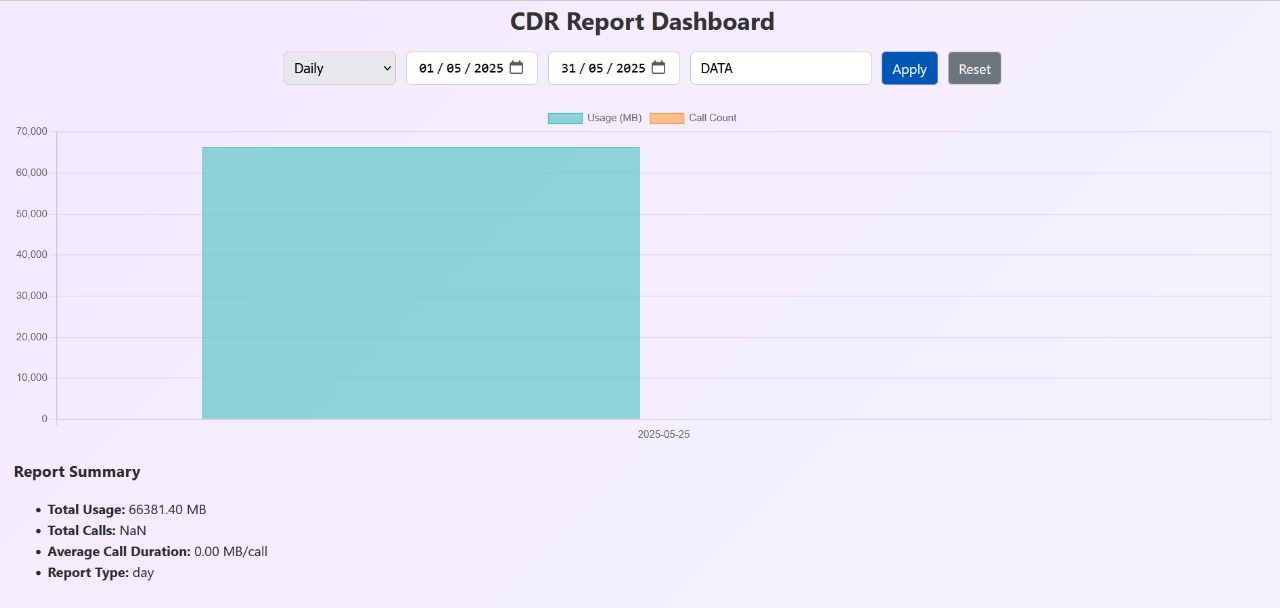 CDR Report Dashboard
Daily 01 / 05 / 2025 31 / 05 / 2025 DATA Apply Reset
Usage (MB) Call Count
70,000
60,000
50,000
40,000
30,000
20,000
10,000
0
2025-05-25
Report Summary
• Total Usage: 66381.40 MB
• Total Calls: NaN
• Average Call Duration: 0.00 MB/call
• Report Type: day